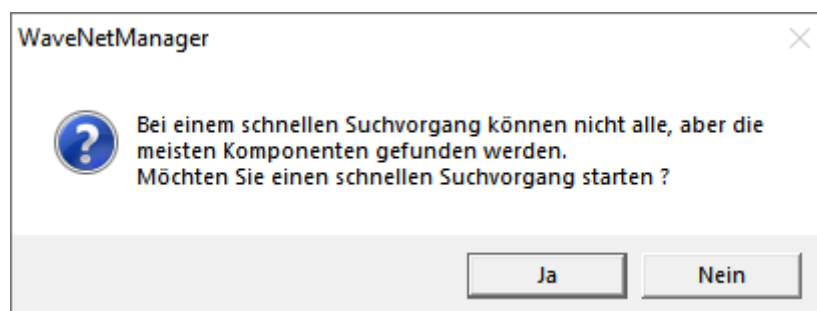 WaveNetManager
Bei einem schnellen Suchvorgang können nicht alle, aber die
meisten Komponenten gefunden werden.
Möchten Sie einen schnellen Suchvorgang starten ?
Ja
Nein